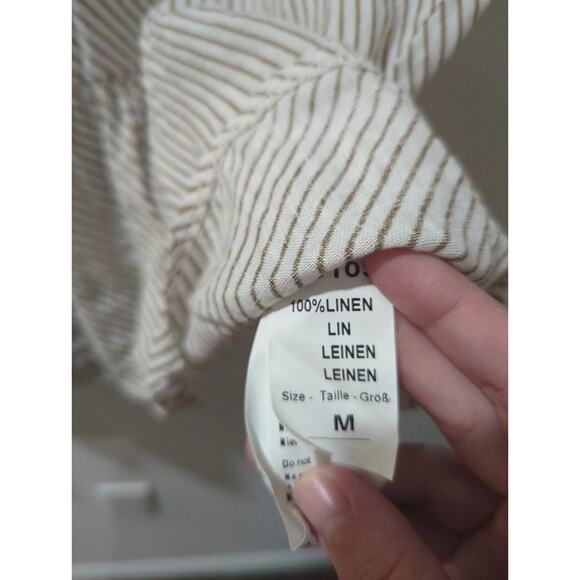 100%LINEN
LIN
LEINEN
LEINEN
Size - Taille - Größ
M
Do not